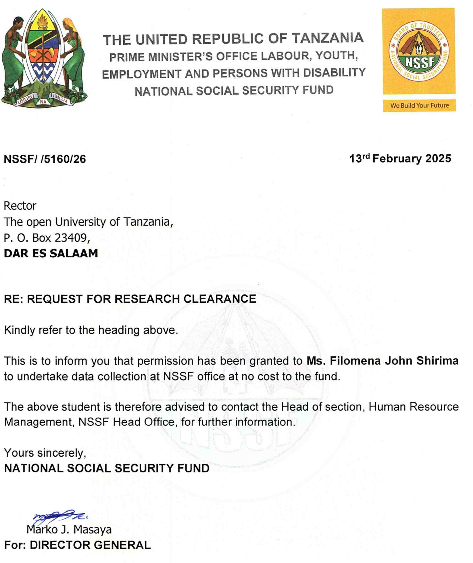 THE UNITED REPUBLIC OF TANZANIA
PRIME MINISTER'S OFFICE LABOUR, YOUTH,
EMPLOYMENT AND PERSONS WITH DISABILITY
NATIONAL SOCIAL SECURITY FUND
NSSF
We Build Your Future
NSSF/ /5160/26
13rd February 2025
Rector
The open University of Tanzania,
P. O. Box 23409,
DAR ES SALAAM
RE: REQUEST FOR RESEARCH CLEARANCE
Kindly refer to the heading above.
This is to inform you that permission has been granted to Ms. Filomena John Shirima
to undertake data collection at NSSF office at no cost to the fund.
The above student is therefore advised to contact the Head of section, Human Resource
Management, NSSF Head Office, for further information.
NSSF
Yours sincerely,
NATIONAL SOCIAL SECURITY FUND
Marko J. Masaya
For: DIRECTOR GENERAL